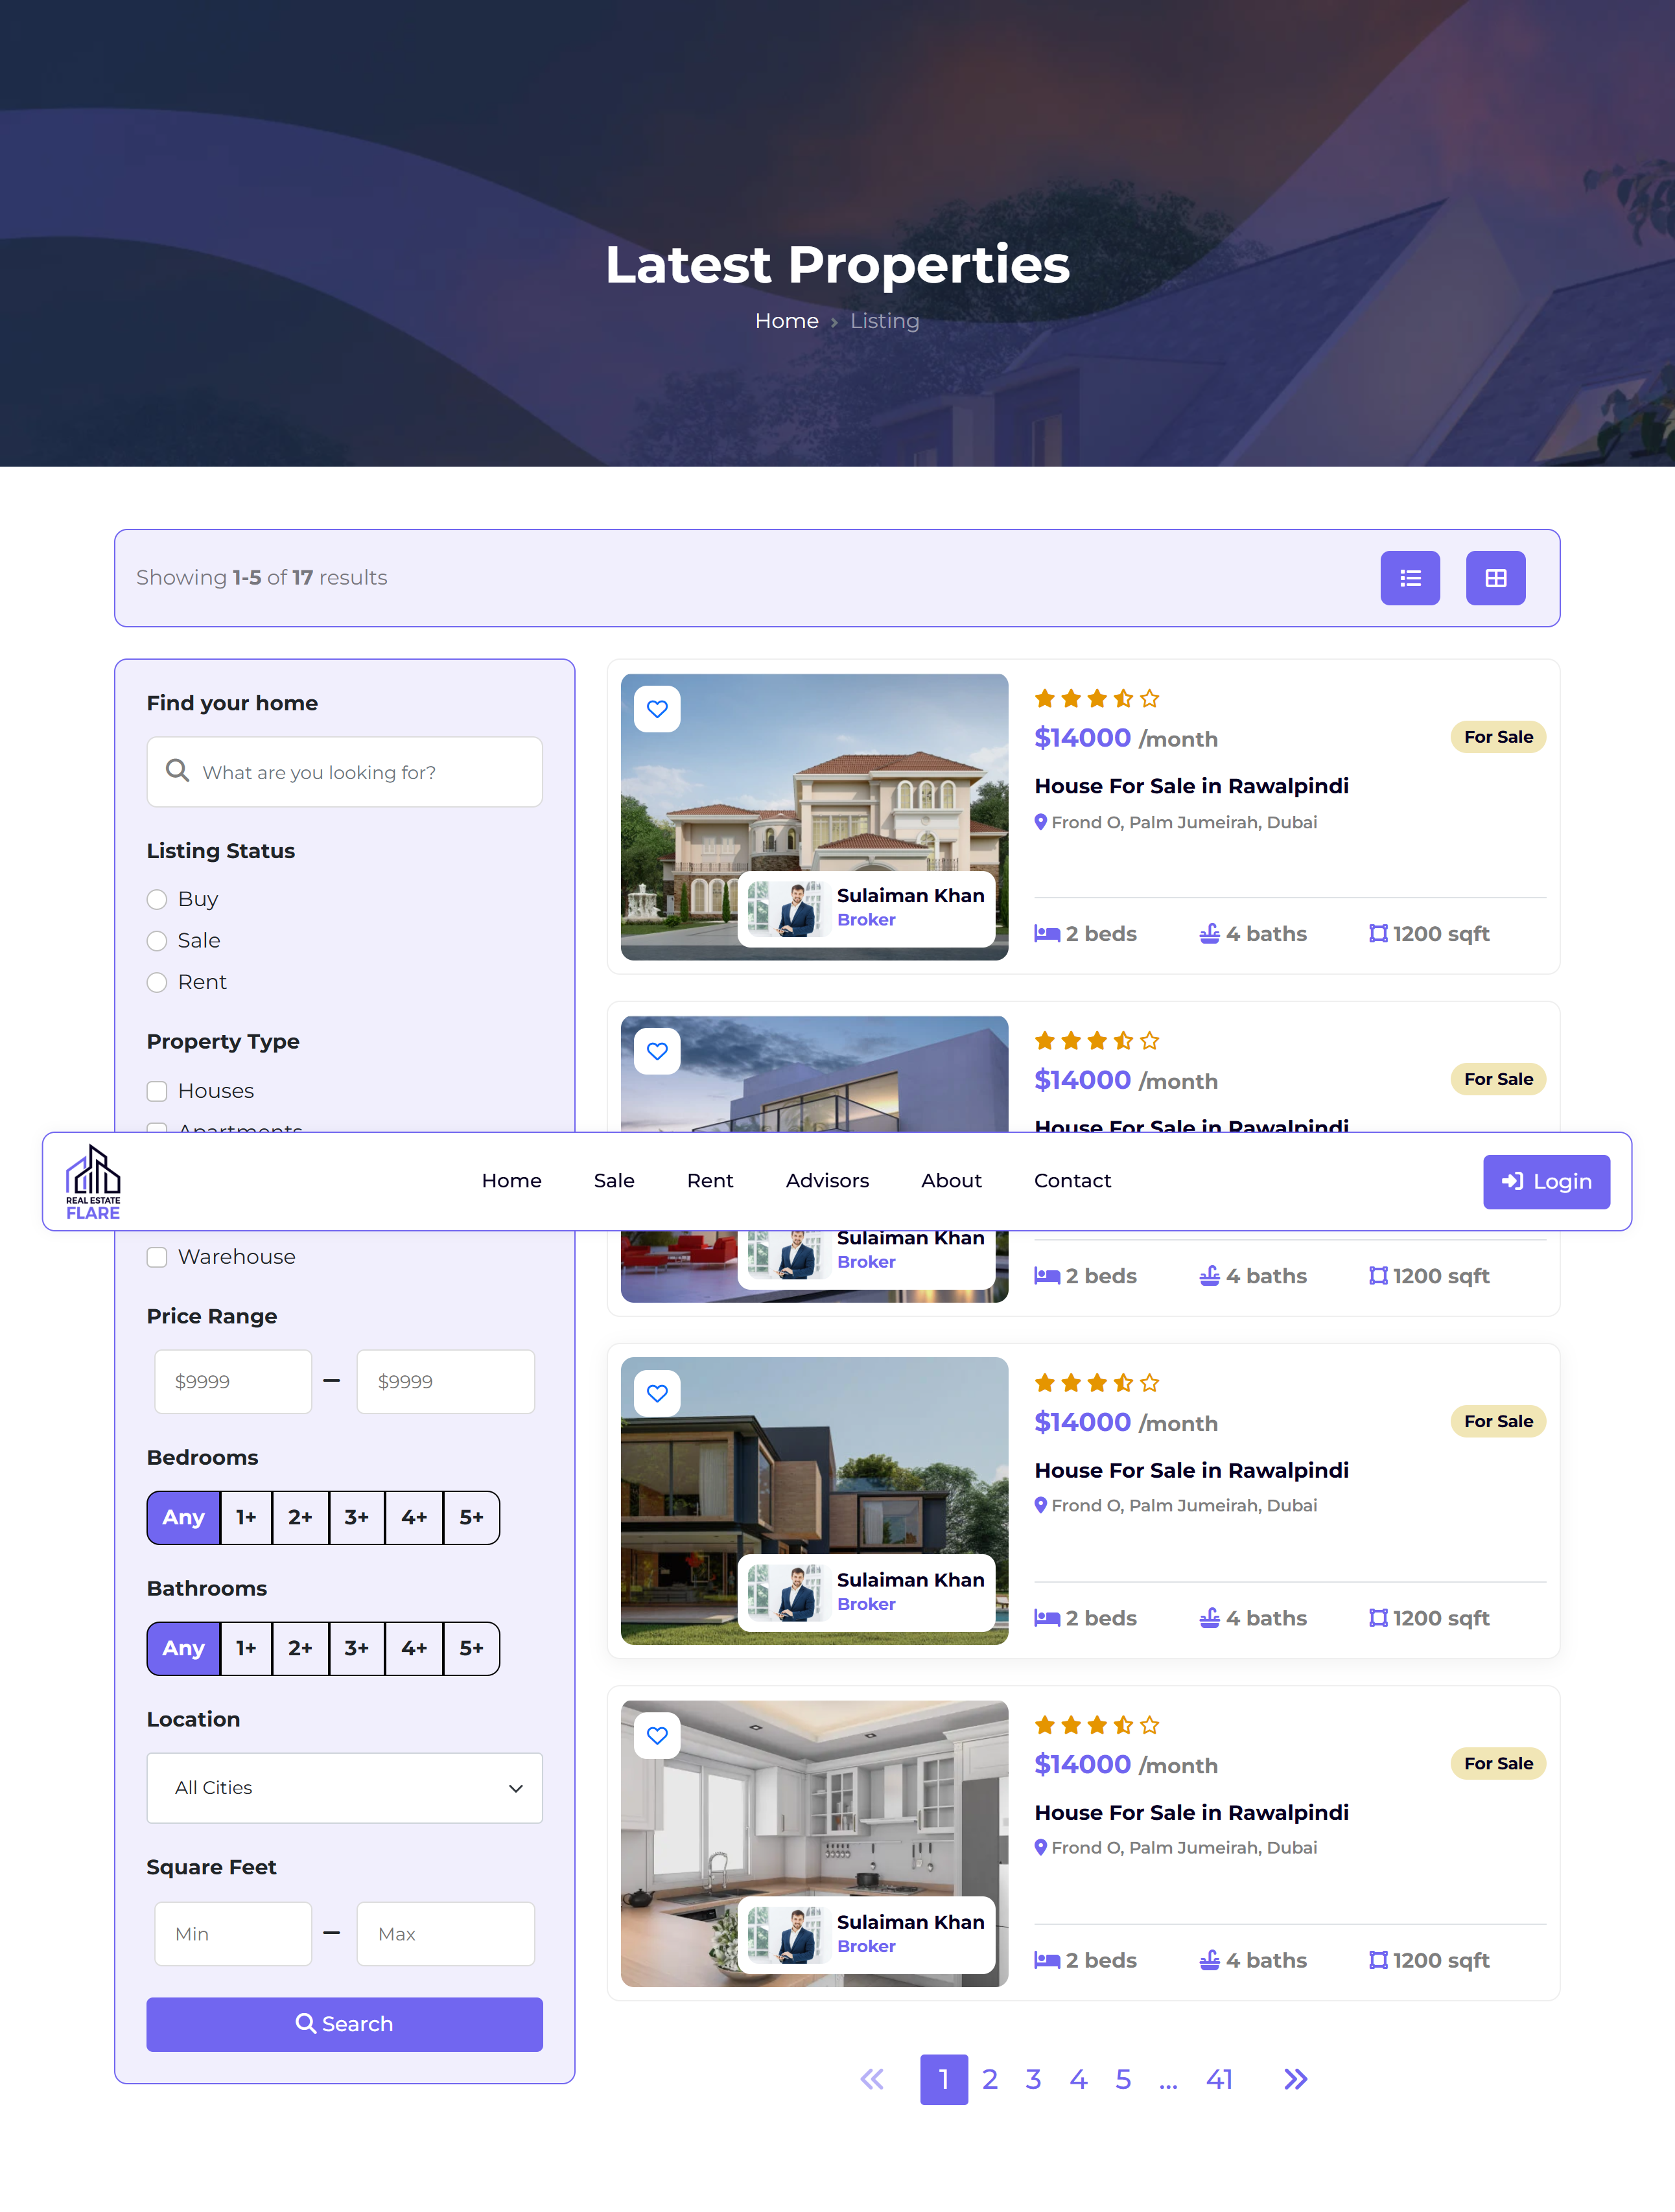 Latest Properties
Home › Listing
Showing 1-5 of 17 results
Find your home
What are you looking for?
Listing Status
Buy
Sale
Rent
Property Type
Houses
Apartments
REAL ESTATE
FLARE
Home Sale Rent Advisors About Contact
Login
Warehouse
Price Range
$9999 – $9999
Bedrooms
Any 1+ 2+ 3+ 4+ 5+
Bathrooms
Any 1+ 2+ 3+ 4+ 5+
Location
All Cities
Square Feet
Min – Max
Search
Sulaiman Khan
Broker
$14000 /month
For Sale
House For Sale in Rawalpindi
Frond O, Palm Jumeirah, Dubai
2 beds 4 baths 1200 sqft
$14000 /month
For Sale
House For Sale in Rawalpindi
Sulaiman Khan
Broker
2 beds 4 baths 1200 sqft
$14000 /month
For Sale
House For Sale in Rawalpindi
Frond O, Palm Jumeirah, Dubai
Sulaiman Khan
Broker
2 beds 4 baths 1200 sqft
$14000 /month
For Sale
House For Sale in Rawalpindi
Frond O, Palm Jumeirah, Dubai
Sulaiman Khan
Broker
2 beds 4 baths 1200 sqft
« 1 2 3 4 5 ... 41 »